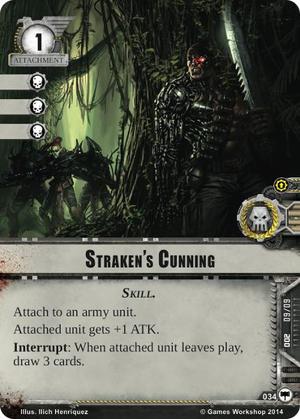 1
ATTACHMENT
STRAKEN'S CUNNING
SKILL.
Attach to an army unit.
Attached unit gets +1 ATK.
Interrupt: When attached unit leaves play,
draw 3 cards.
002 09/09
034
Illus. Ilich Henriquez
© Games Workshop 2014